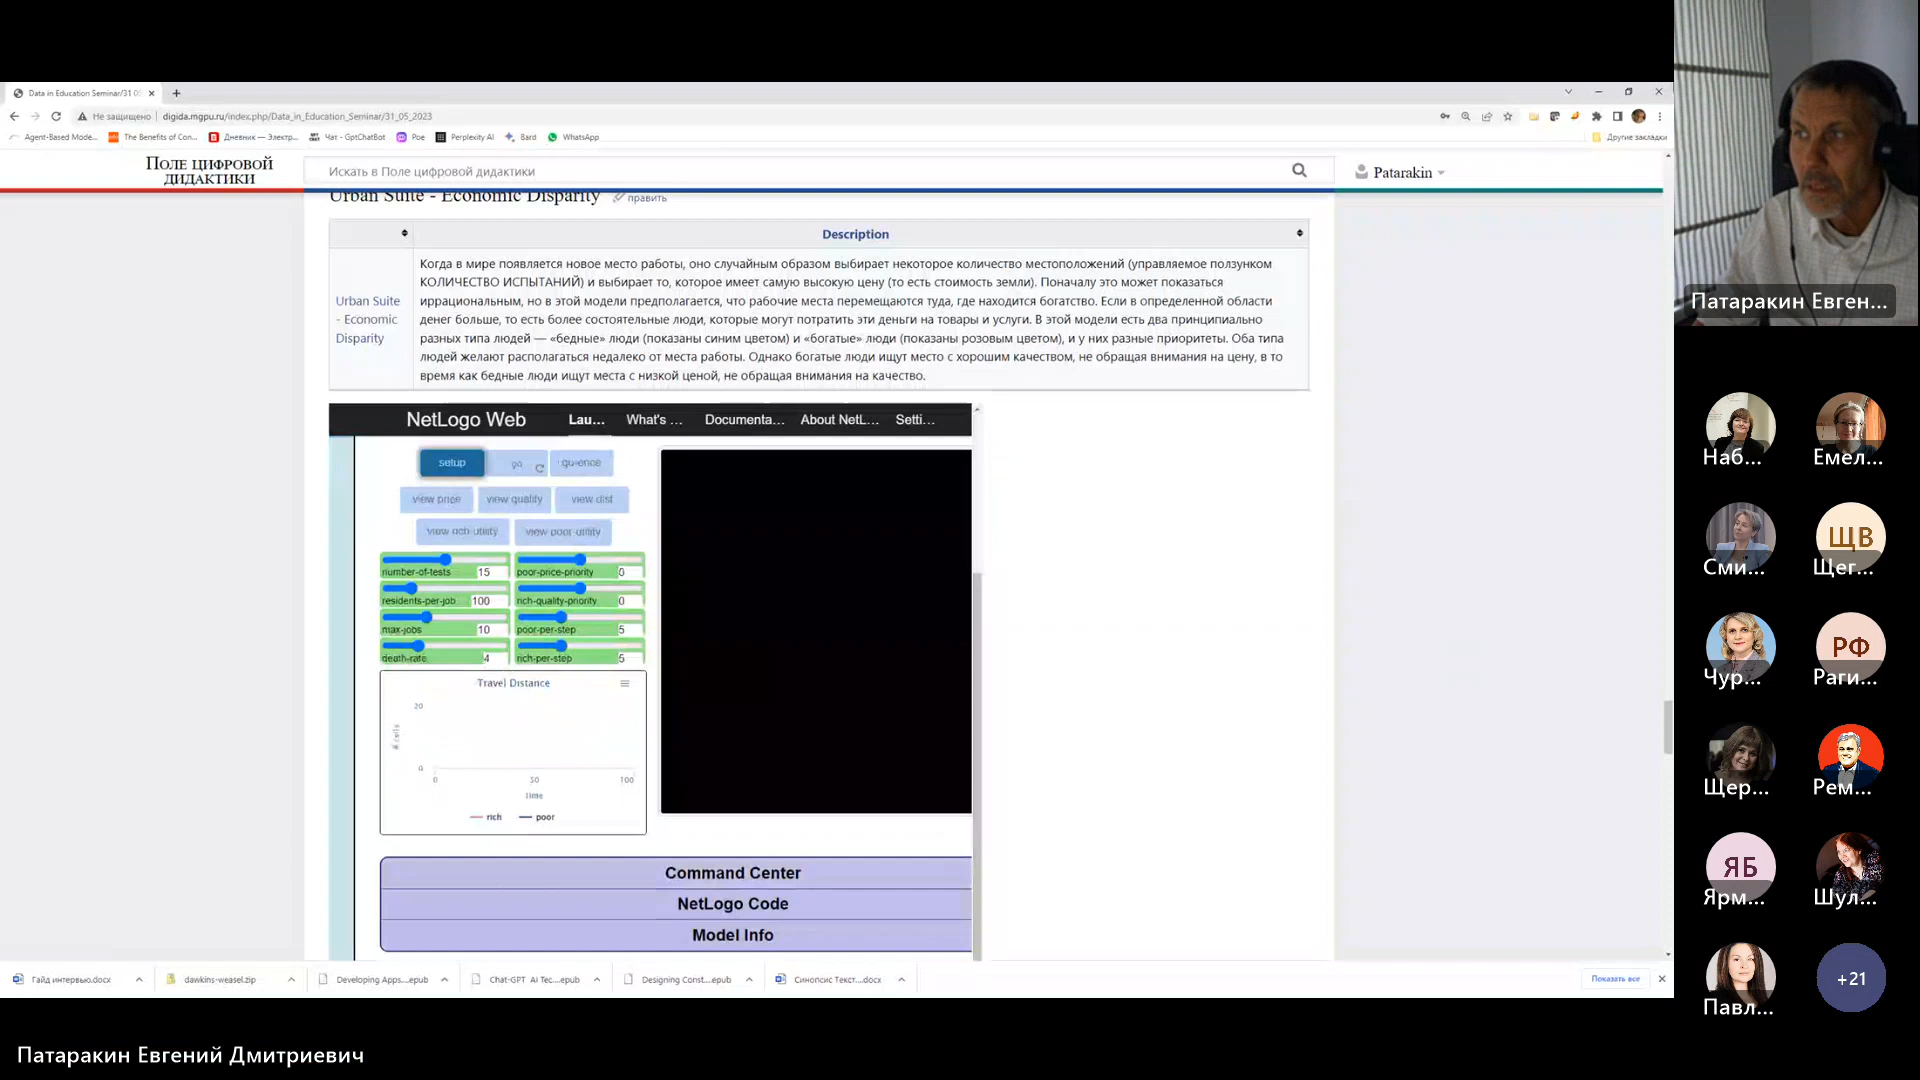 Data in Education Seminar/31 05
Не защищено | digida.mgpu.ru/index.php/Data_in_Education_Seminar/31_05_2023
Agent-Based Mode... The Benefits of Con... Дневник — Электр... Чат - GptChatBot Poe Perplexity AI Bard WhatsApp Другие закладки
Поле цифровой дидактики
Искать в Поле цифровой дидактики
Patarakin
Urban Suite - Economic Disparity править
Description
Urban Suite - Economic Disparity
Когда в мире появляется новое место работы, оно случайным образом выбирает некоторое количество местоположений (управляемое ползунком
КОЛИЧЕСТВО ИСПЫТАНИЙ) и выбирает то, которое имеет самую высокую цену (то есть стоимость земли). Поначалу это может показаться
иррациональным, но в этой модели предполагается, что рабочие места перемещаются туда, где находится богатство. Если в определенной области
денег больше, то есть более состоятельные люди, которые могут потратить эти деньги на товары и услуги. В этой модели есть два принципиально
разных типа людей — «бедные» люди (показаны синим цветом) и «богатые» люди (показаны розовым цветом), и у них разные приоритеты. Оба типа
людей желают располагаться недалеко от места работы. Однако богатые люди ищут место с хорошим качеством, не обращая внимания на цену, в то
время как бедные люди ищут места с низкой ценой, не обращая внимания на качество.
NetLogo Web Lau... What's ... Documenta... About NetL... Setti...
setup go go-once
view price view quality view dist
view rich-utility view poor-utility
number-of-tests 15 poor-price-priority 0
residents-per-job 100 rich-quality-priority 0
max-jobs 10 poor-per-step 5
death-rate 4 rich-per-step 5
Travel Distance
20
0
0 50 100
time
rich poor
Command Center
NetLogo Code
Model Info
Гайд интервью.docx dawkins-weasel.zip Developing Apps....epub Chat-GPT Ai Tec....epub Designing Const....epub Синопсис Текст....docx Показать все
Патаракин Евген...
Наб... Емел...
ЩВ
Сми... Щег...
РФ
Чур... Раги...
Щер... Рем...
ЯБ
Ярм... Шул...
+21
Павл...
Патаракин Евгений Дмитриевич